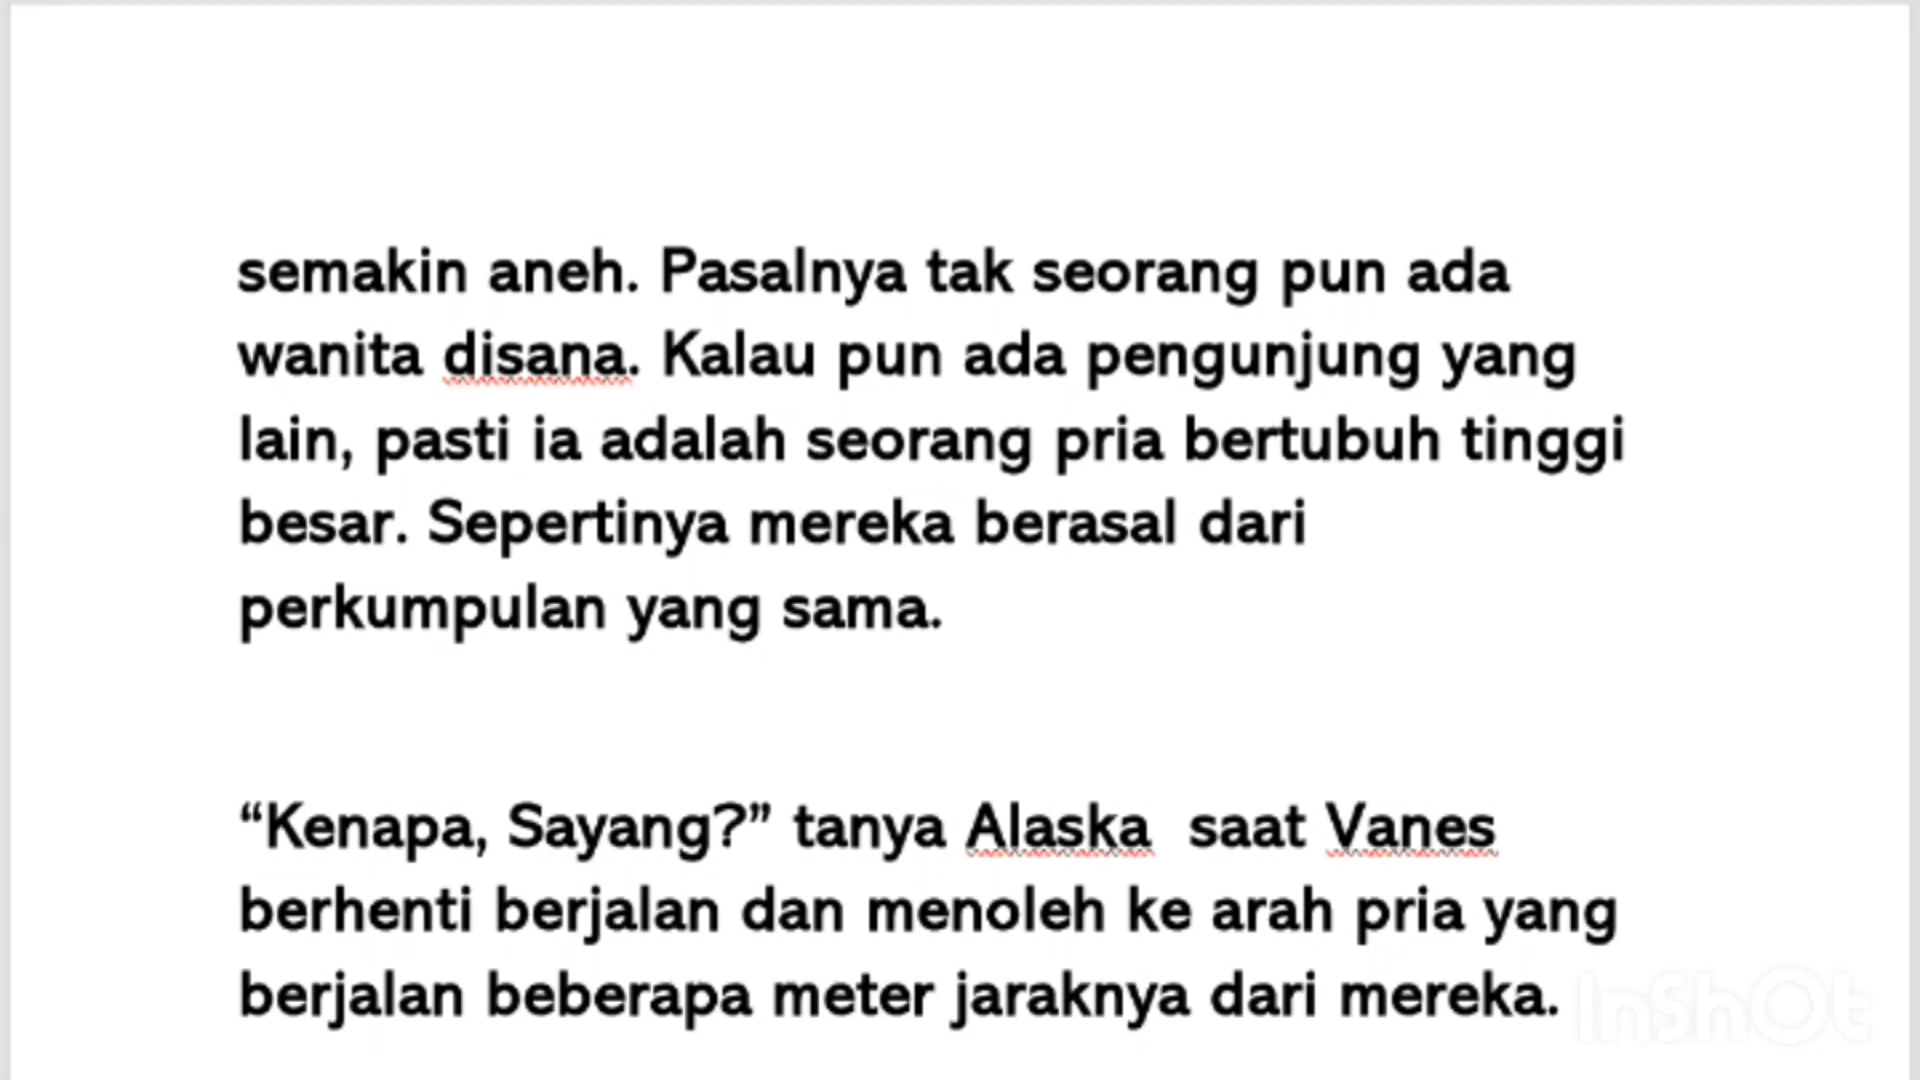 semakin aneh. Pasalnya tak seorang pun ada
wanita disana. Kalau pun ada pengunjung yang
lain, pasti ia adalah seorang pria bertubuh tinggi
besar. Sepertinya mereka berasal dari
perkumpulan yang sama.
“Kenapa, Sayang?” tanya Alaska  saat Vanes
berhenti berjalan dan menoleh ke arah pria yang
berjalan beberapa meter jaraknya dari mereka.
InShOt